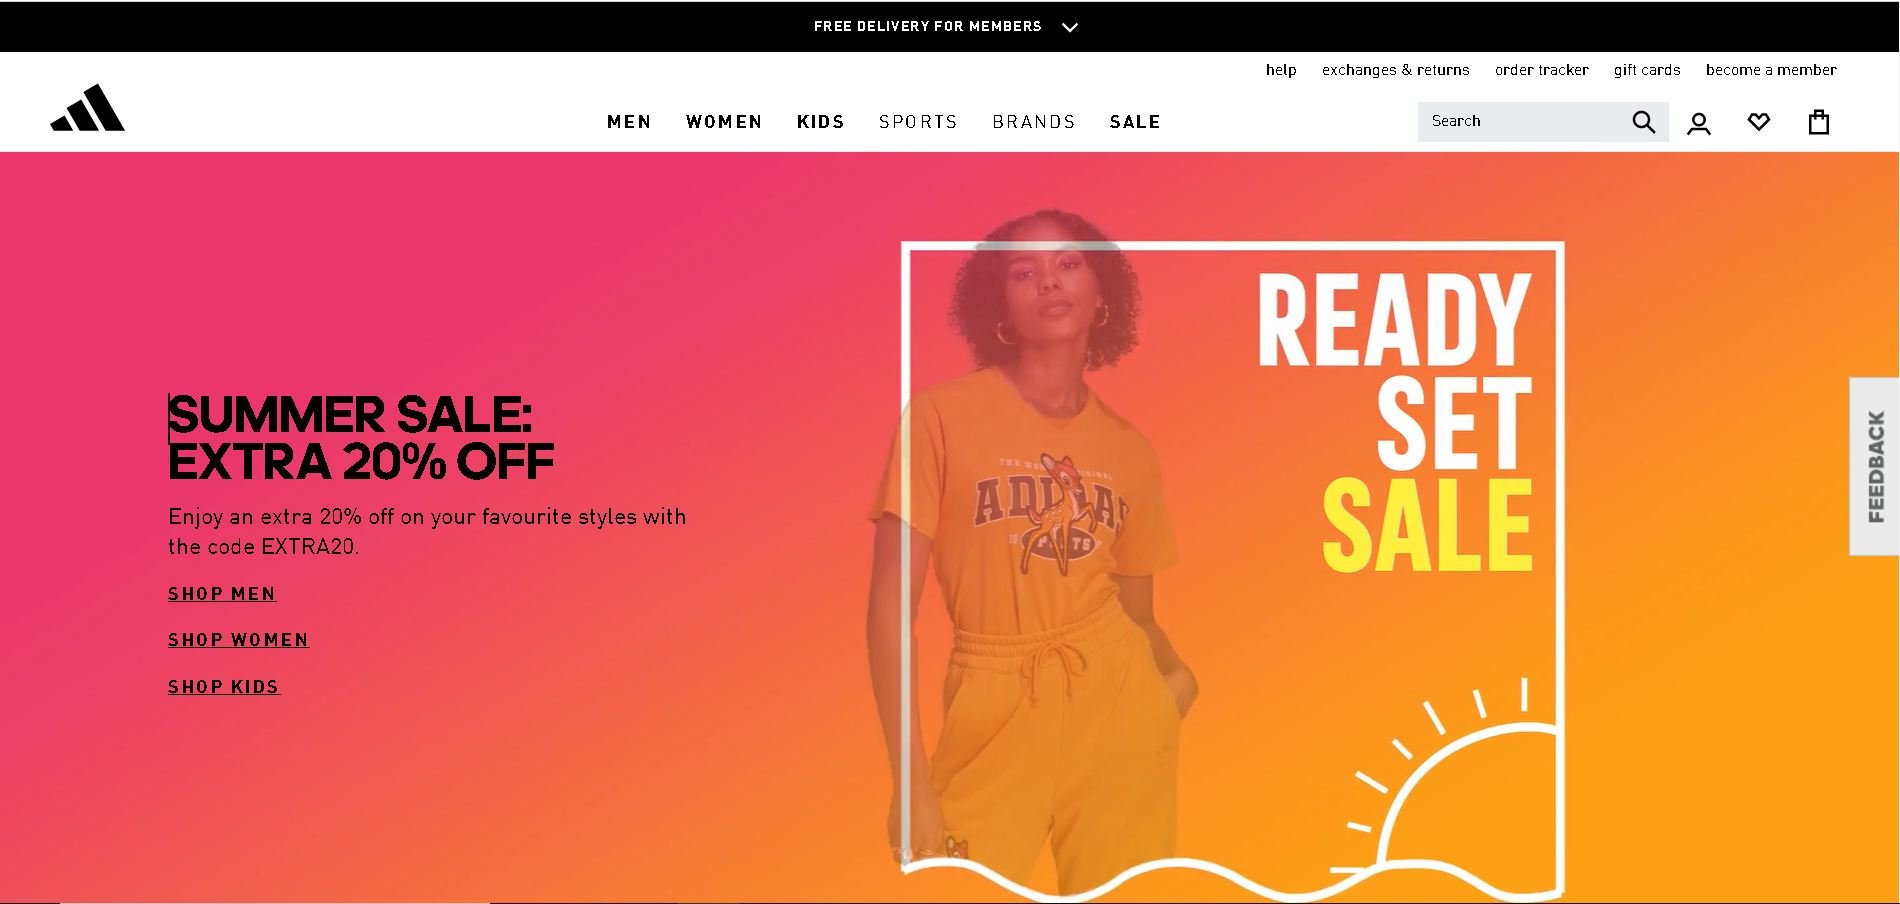 FREE DELIVERY FOR MEMBERS
help exchanges & returns order tracker gift cards become a member
MEN WOMEN KIDS SPORTS BRANDS SALE
Search
SUMMER SALE:
EXTRA 20% OFF
Enjoy an extra 20% off on your favourite styles with
the code EXTRA20.
SHOP MEN
SHOP WOMEN
SHOP KIDS
READY
SET
SALE
FEEDBACK